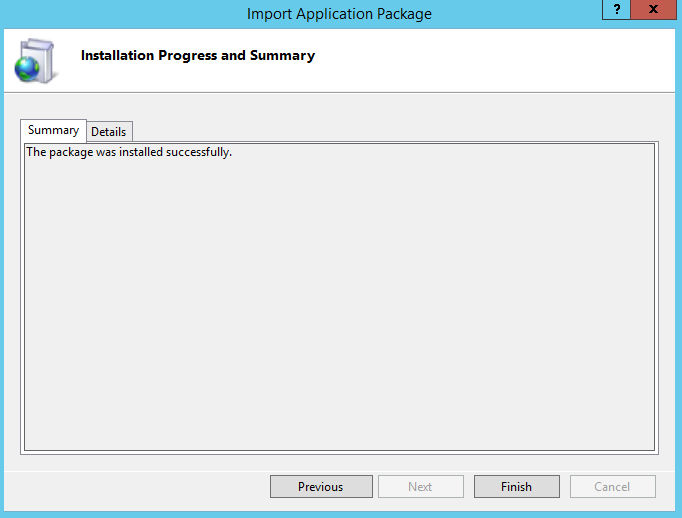 Import Application Package
? x
Installation Progress and Summary
Summary Details
The package was installed successfully.
Previous Next Finish Cancel